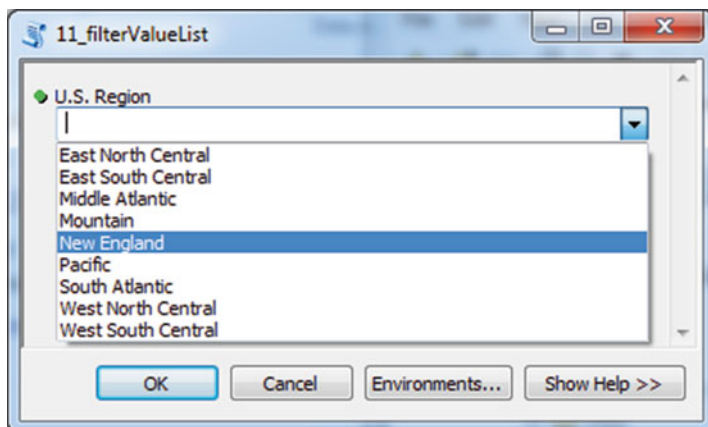 11_filterValueList
U.S. Region
East North Central
East South Central
Middle Atlantic
Mountain
New England
Pacific
South Atlantic
West North Central
West South Central
OK Cancel Environments... Show Help >>